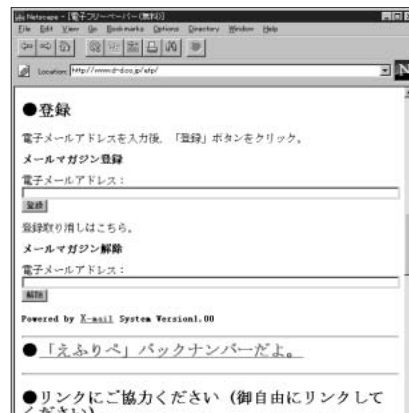 Netscape - [電子フリーペーパー(無料)]
File Edit View Go Bookmarks Options Directory Window Help
Location: http://www.d-doo.jp/efp/
N
●登録
電子メールアドレスを入力後、「登録」ボタンをクリック。
メールマガジン登録
電子メールアドレス：
登録
登録取り消しはこちら。
メールマガジン解除
電子メールアドレス：
解除
Powered by X-mail System Version1.00
●「えふりぺ」バックナンバーだよ。
●リンクにご協力ください（御自由にリンクして
ください）